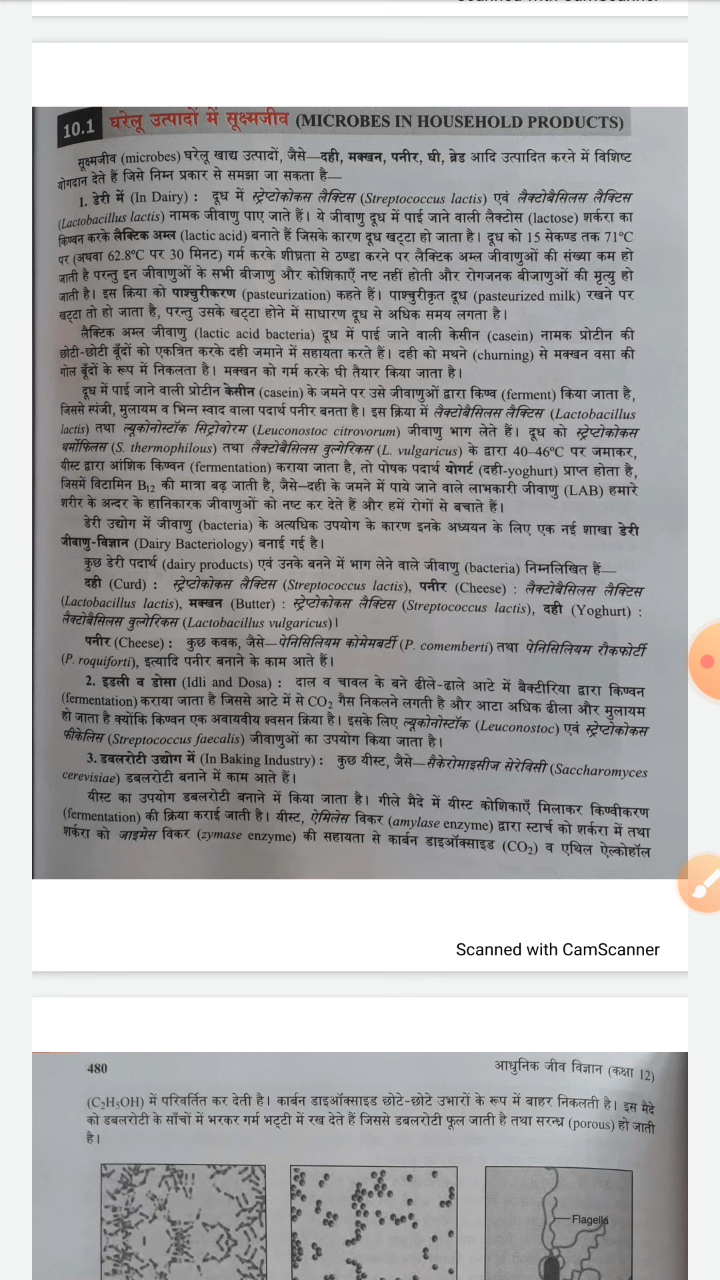 10.1 घरेलू उत्पादों में सूक्ष्मजीव (MICROBES IN HOUSEHOLD PRODUCTS)
सूक्ष्मजीव (microbes) घरेलू खाद्य उत्पादों, जैसे—दही, मक्खन, पनीर, घी, ब्रेड आदि उत्पादित करने में विशिष्ट
योगदान देते हैं जिसे निम्न प्रकार से समझा जा सकता है—
1. डेरी में (In Dairy) : दूध में स्ट्रेप्टोकोकस लैक्टिस (Streptococcus lactis) एवं लैक्टोबैसिलस लैक्टिस
(Lactobacillus lactis) नामक जीवाणु पाए जाते हैं। ये जीवाणु दूध में पाई जाने वाली लैक्टोस (lactose) शर्करा का
किण्वन करके लैक्टिक अम्ल (lactic acid) बनाते हैं जिसके कारण दूध खट्टा हो जाता है। दूध को 15 सेकण्ड तक 71°C
पर (अथवा 62.8°C पर 30 मिनट) गर्म करके शीघ्रता से ठण्डा करने पर लैक्टिक अम्ल जीवाणुओं की संख्या कम हो
जाती है परन्तु इन जीवाणुओं के सभी बीजाणु और कोशिकाएँ नष्ट नहीं होती और रोगजनक बीजाणुओं की मृत्यु हो
जाती है। इस क्रिया को पाश्चुरीकरण (pasteurization) कहते हैं। पाश्चुरीकृत दूध (pasteurized milk) रखने पर
खट्टा तो हो जाता है, परन्तु उसके खट्टा होने में साधारण दूध से अधिक समय लगता है।
लैक्टिक अम्ल जीवाणु (lactic acid bacteria) दूध में पाई जाने वाली केसीन (casein) नामक प्रोटीन की
छोटी-छोटी बूँदों को एकत्रित करके दही जमाने में सहायता करते हैं। दही को मथने (churning) से मक्खन वसा की
गोल बूँदों के रूप में निकलता है। मक्खन को गर्म करके घी तैयार किया जाता है।
दूध में पाई जाने वाली प्रोटीन केसीन (casein) के जमने पर उसे जीवाणुओं द्वारा किण्व (ferment) किया जाता है,
जिससे स्पंजी, मुलायम व भिन्न स्वाद वाला पदार्थ पनीर बनता है। इस क्रिया में लैक्टोबैसिलस लैक्टिस (Lactobacillus
lactis) तथा ल्यूकोनोस्टॉक सिट्रोवोरम (Leuconostoc citrovorum) जीवाणु भाग लेते हैं। दूध को स्ट्रेप्टोकोकस
थर्मोफिलस (S. thermophilous) तथा लैक्टोबैसिलस वुल्गेरिकस (L. vulgaricus) के द्वारा 40–46°C पर जमाकर,
यीस्ट द्वारा आंशिक किण्वन (fermentation) कराया जाता है, तो पोषक पदार्थ योगर्ट (दही-yoghurt) प्राप्त होता है,
जिसमें विटामिन B12 की मात्रा बढ़ जाती है, जैसे—दही के जमने में पाये जाने वाले लाभकारी जीवाणु (LAB) हमारे
शरीर के अन्दर के हानिकारक जीवाणुओं को नष्ट कर देते हैं और हमें रोगों से बचाते हैं।
डेरी उद्योग में जीवाणु (bacteria) के अत्यधिक उपयोग के कारण इनके अध्ययन के लिए एक नई शाखा डेरी
जीवाणु-विज्ञान (Dairy Bacteriology) बनाई गई है।
कुछ डेरी पदार्थ (dairy products) एवं उनके बनने में भाग लेने वाले जीवाणु (bacteria) निम्नलिखित हैं—
दही (Curd) : स्ट्रेप्टोकोकस लैक्टिस (Streptococcus lactis), पनीर (Cheese) : लैक्टोबैसिलस लैक्टिस
(Lactobacillus lactis), मक्खन (Butter) : स्ट्रेप्टोकोकस लैक्टिस (Streptococcus lactis), दही (Yoghurt) :
लैक्टोबैसिलस वुल्गेरिकस (Lactobacillus vulgaricus)।
पनीर (Cheese) : कुछ कवक, जैसे—पेनिसिलियम कोमेमबर्टी (P. comemberti) तथा पेनिसिलियम रौकफोर्टी
(P. roquiforti), इत्यादि पनीर बनाने के काम आते हैं।
2. इडली व डोसा (Idli and Dosa) : दाल व चावल के बने ढीले-ढाले आटे में बैक्टीरिया द्वारा किण्वन
(fermentation) कराया जाता है जिससे आटे में से CO2 गैस निकलने लगती है और आटा अधिक ढीला और मुलायम
हो जाता है क्योंकि किण्वन एक अवायवीय श्वसन क्रिया है। इसके लिए ल्यूकोनोस्टॉक (Leuconostoc) एवं स्ट्रेप्टोकोकस
फीकेलिस (Streptococcus faecalis) जीवाणुओं का उपयोग किया जाता है।
3. डबलरोटी उद्योग में (In Baking Industry) : कुछ यीस्ट, जैसे—सैकेरोमाइसीज सेरेविसी (Saccharomyces
cerevisiae) डबलरोटी बनाने में काम आते हैं।
यीस्ट का उपयोग डबलरोटी बनाने में किया जाता है। गीले मैदे में यीस्ट कोशिकाएँ मिलाकर किण्वीकरण
(fermentation) की क्रिया कराई जाती है। यीस्ट, ऐमिलेस विकर (amylase enzyme) द्वारा स्टार्च को शर्करा में तथा
शर्करा को जाइमेस विकर (zymase enzyme) की सहायता से कार्बन डाइऑक्साइड (CO2) व एथिल ऐल्कोहॉल
Scanned with CamScanner
480
आधुनिक जीव विज्ञान (कक्षा 12)
(C2H5OH) में परिवर्तित कर देती है। कार्बन डाइऑक्साइड छोटे-छोटे उभारों के रूप में बाहर निकलती है। इस मैदे
को डबलरोटी के साँचों में भरकर गर्म भट्टी में रख देते हैं जिससे डबलरोटी फूल जाती है तथा सरन्ध्र (porous) हो जाती
है।
Flagella